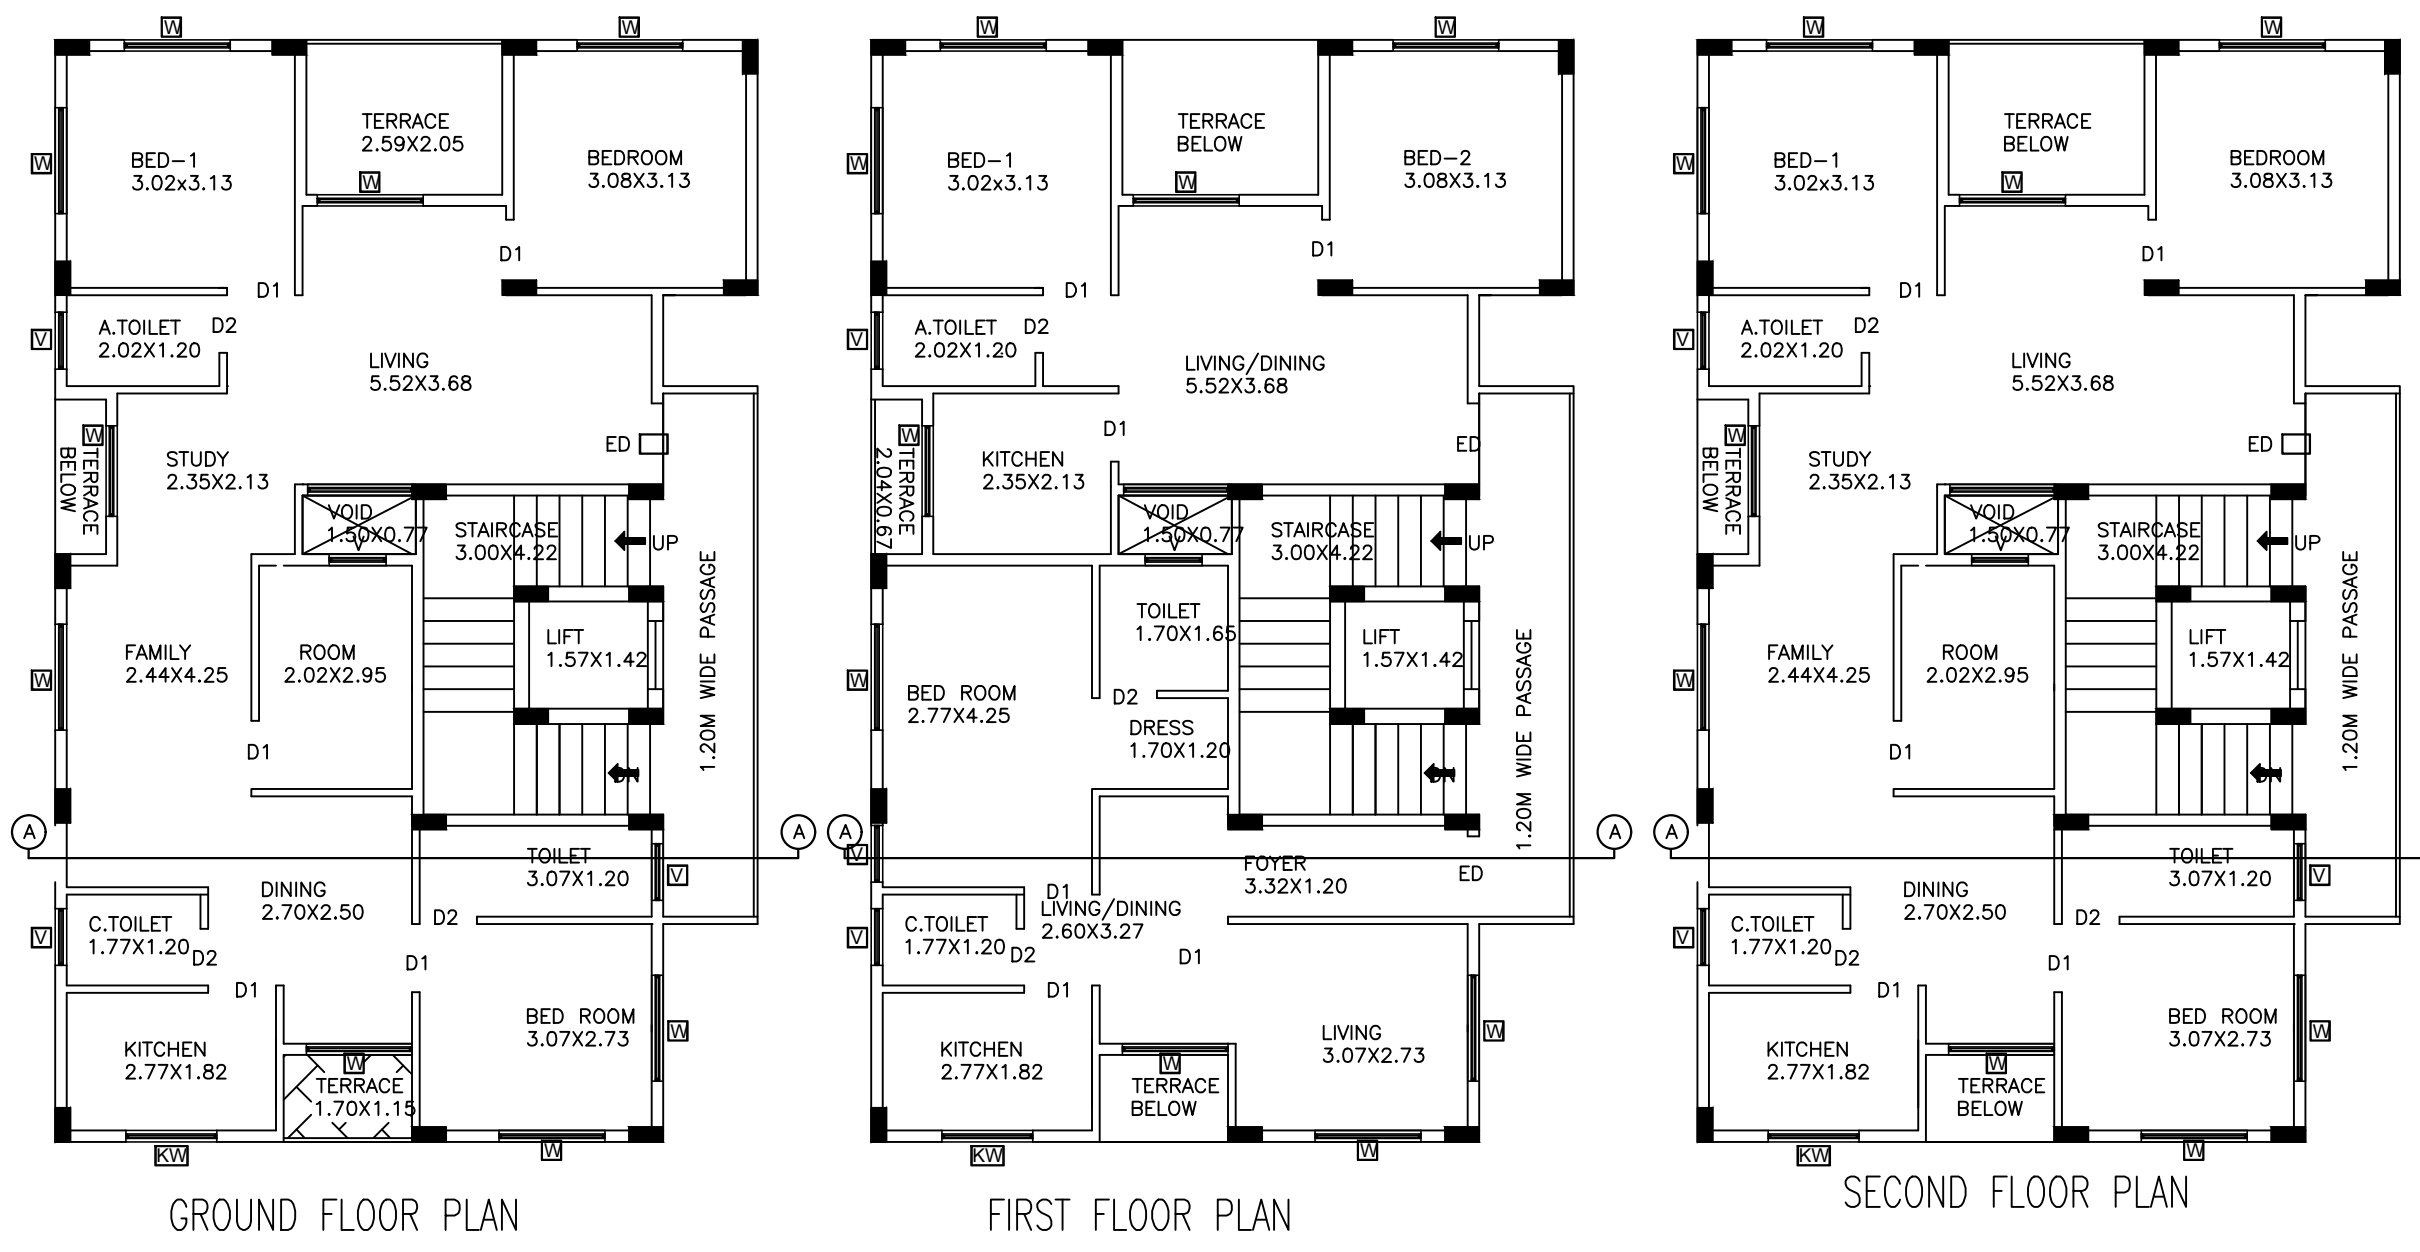 W
W
TERRACE
2.59X2.05
W
BED-1
3.02x3.13
BEDROOM
3.08X3.13
W
D1
D1
A.TOILET
2.02X1.20
D2
V
LIVING
5.52X3.68
W
TERRACE
BELOW
STUDY
2.35X2.13
ED
VOID
1.50X0.77
V
STAIRCASE
3.00X4.22
UP
1.20M WIDE PASSAGE
FAMILY
2.44X4.25
W
ROOM
2.02X2.95
LIFT
1.57X1.42
D1
DN
A
A
TOILET
3.07X1.20
V
DINING
2.70X2.50
D2
C.TOILET
1.77X1.20
V
D2
D1
D1
BED ROOM
3.07X2.73
W
KITCHEN
2.77X1.82
W
TERRACE
1.70X1.15
KW
W
GROUND FLOOR PLAN
W
W
TERRACE
BELOW
W
BED-1
3.02x3.13
BED-2
3.08X3.13
W
D1
D1
A.TOILET
2.02X1.20
D2
V
LIVING/DINING
5.52X3.68
W
TERRACE
2.04X0.67
D1
KITCHEN
2.35X2.13
ED
VOID
1.50X0.77
V
STAIRCASE
3.00X4.22
UP
1.20M WIDE PASSAGE
TOILET
1.70X1.65
LIFT
1.57X1.42
BED ROOM
2.77X4.25
W
D2
DRESS
1.70X1.20
DN
A
A
V
FOYER
3.32X1.20
ED
D1
LIVING/DINING
2.60X3.27
C.TOILET
1.77X1.20
V
D2
D1
D1
LIVING
3.07X2.73
W
KITCHEN
2.77X1.82
W
TERRACE
BELOW
KW
W
FIRST FLOOR PLAN
W
W
TERRACE
BELOW
W
BED-1
3.02x3.13
BEDROOM
3.08X3.13
W
D1
D1
A.TOILET
2.02X1.20
D2
V
LIVING
5.52X3.68
W
TERRACE
BELOW
STUDY
2.35X2.13
ED
VOID
1.50X0.77
V
STAIRCASE
3.00X4.22
UP
1.20M WIDE PASSAGE
FAMILY
2.44X4.25
W
ROOM
2.02X2.95
LIFT
1.57X1.42
D1
DN
A
TOILET
3.07X1.20
V
DINING
2.70X2.50
D2
C.TOILET
1.77X1.20
V
D2
D1
D1
BED ROOM
3.07X2.73
W
KITCHEN
2.77X1.82
W
TERRACE
BELOW
KW
W
SECOND FLOOR PLAN